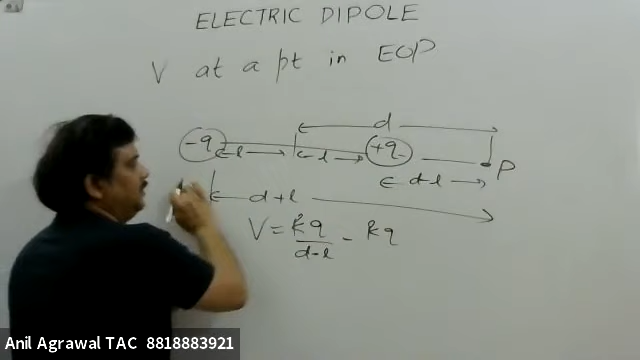 ELECTRIC DIPOLE
V at a pt in EOP
d
-q l l +q P
d-l
d+l
V = kq/d-l - kq
Anil Agrawal TAC 8818883921